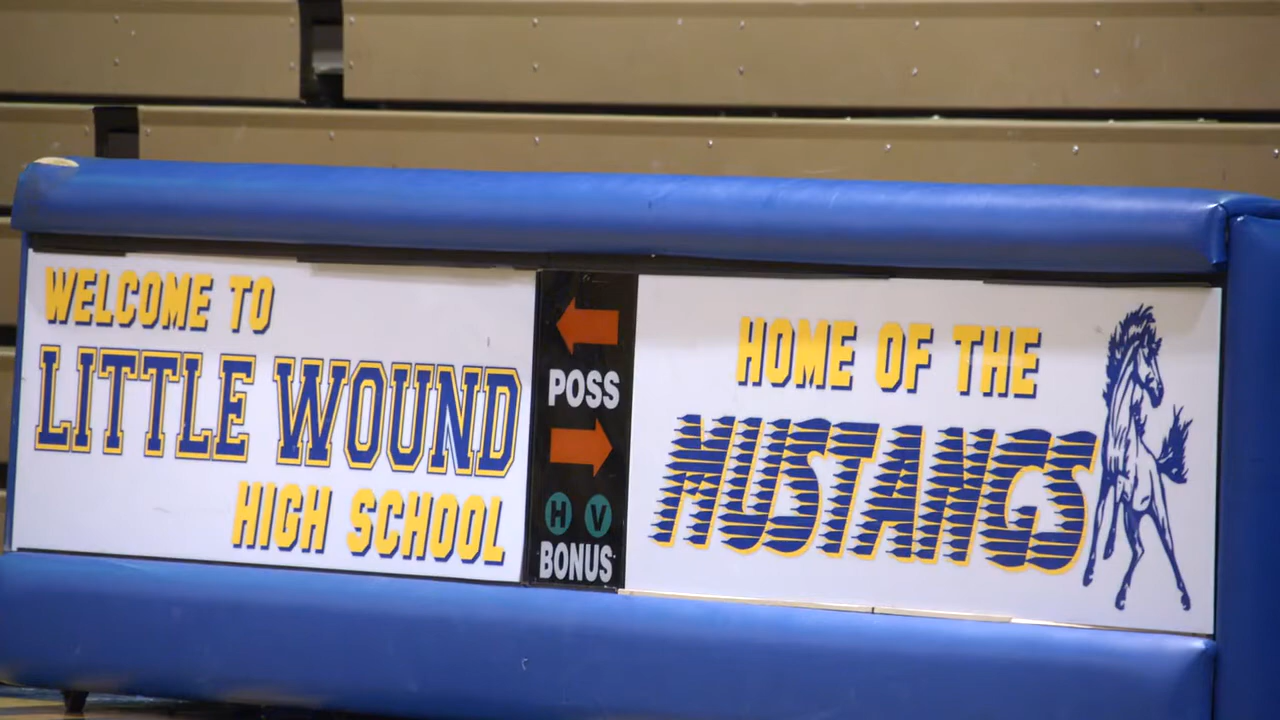 WELCOME TO
LITTLE WOUND
HIGH SCHOOL
POSS
H V
BONUS
HOME OF THE
MUSTANGS